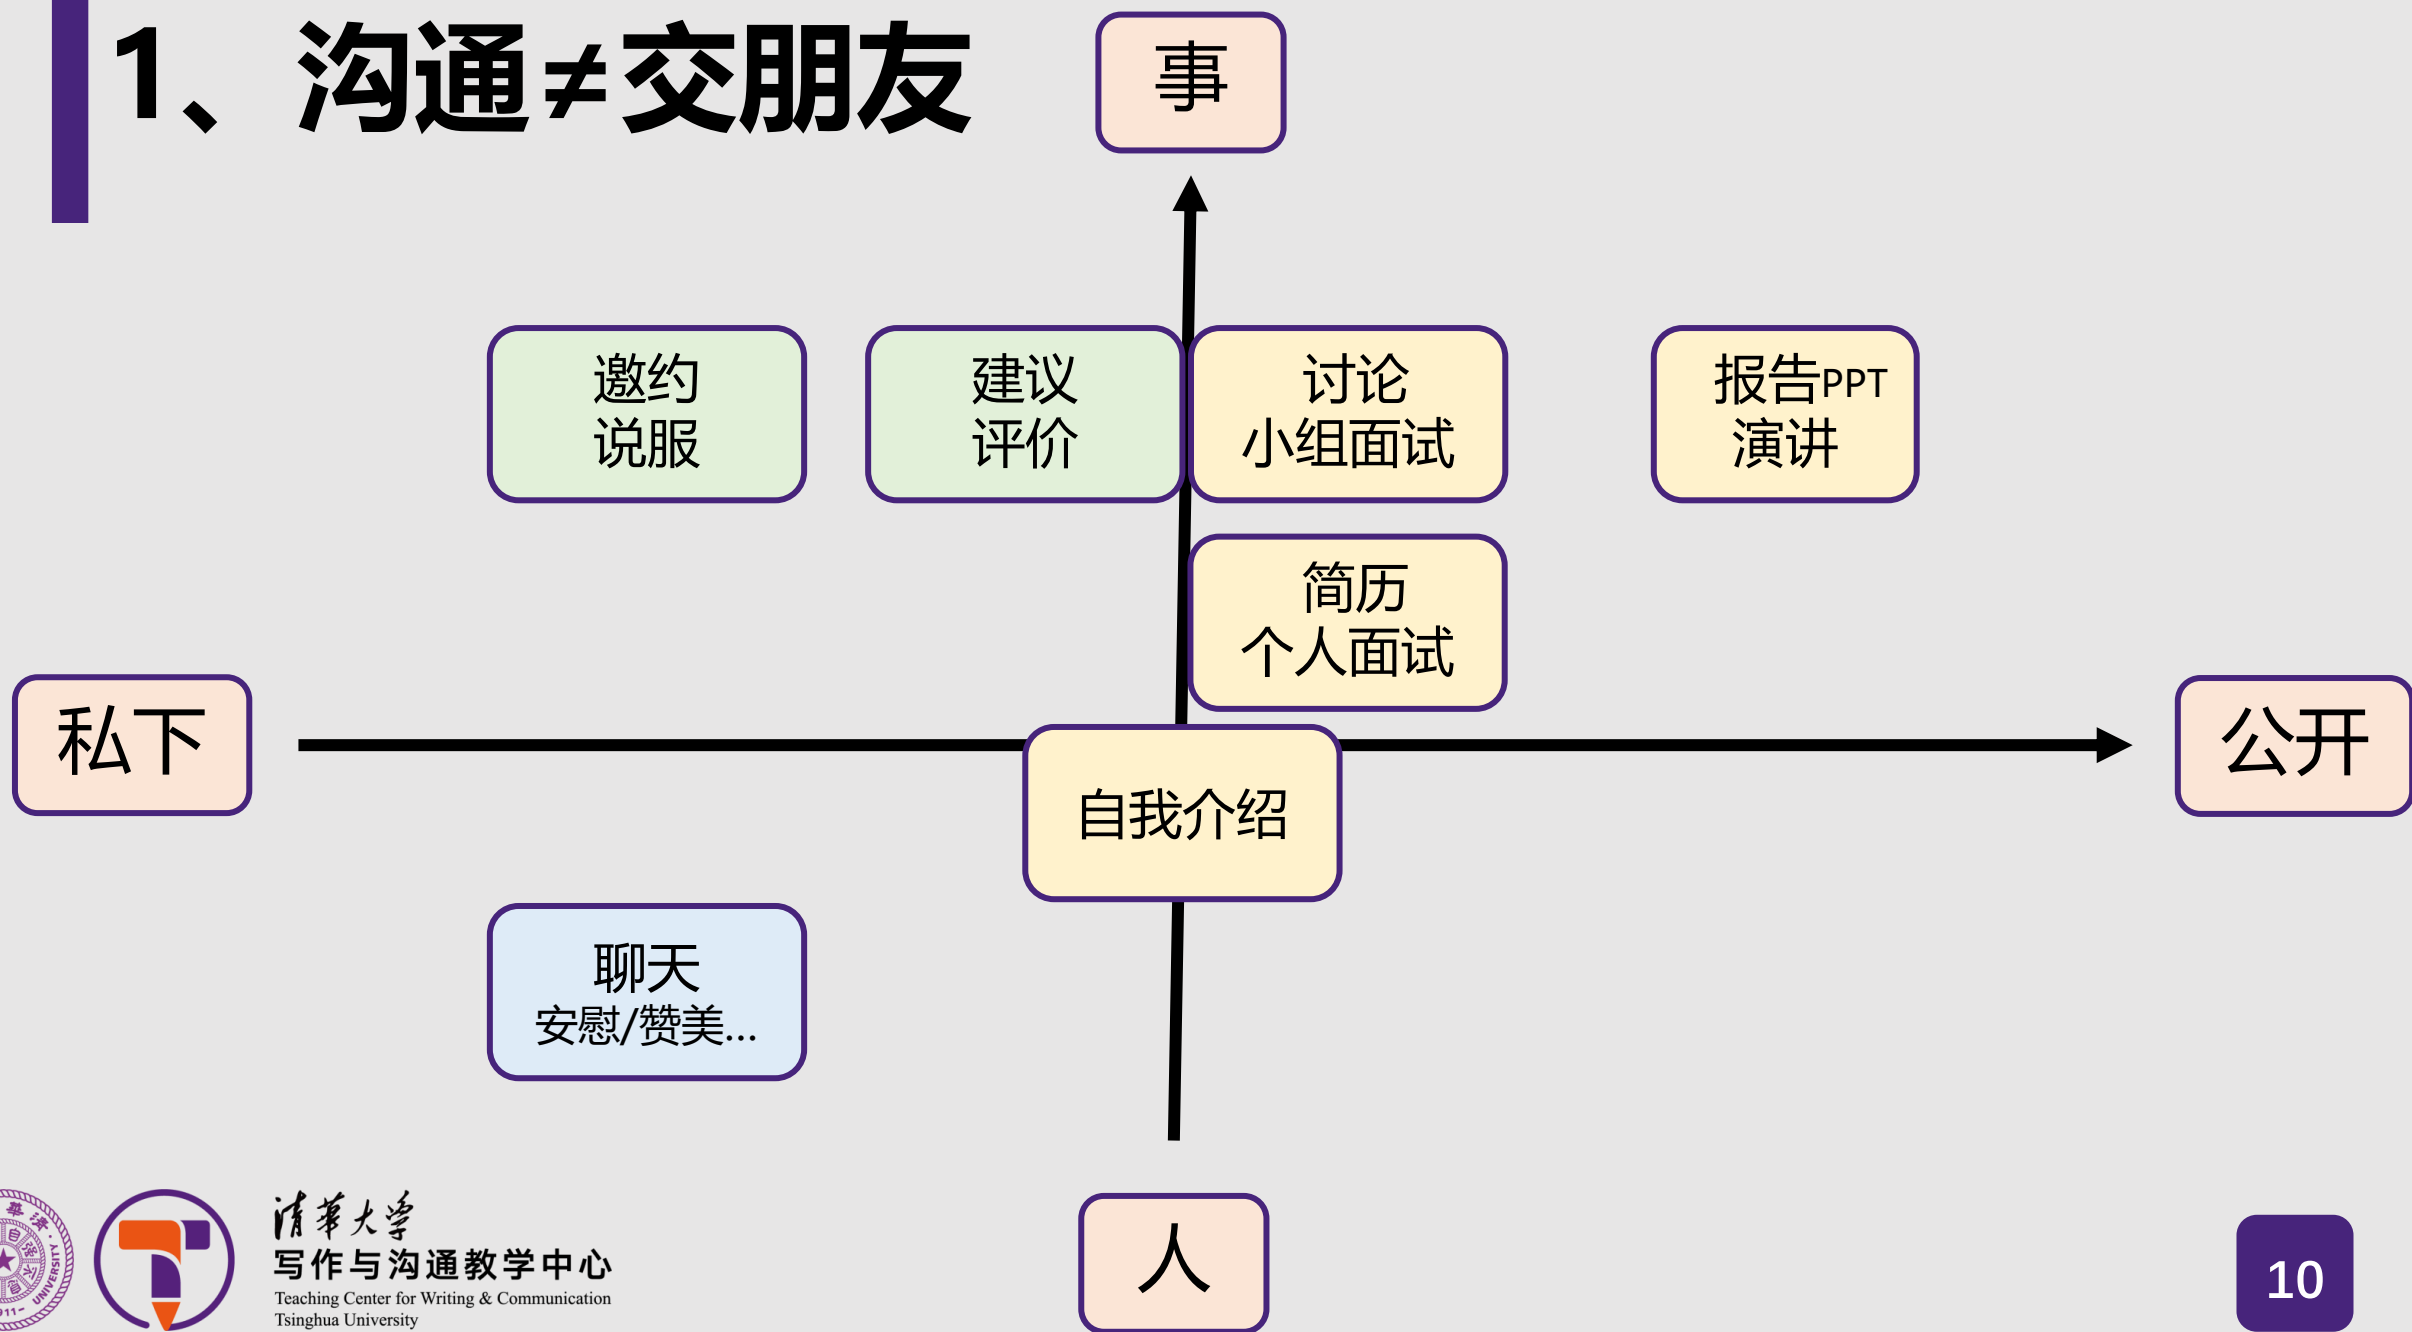 1、沟通≠交朋友
事
邀约
说服
建议
评价
讨论
小组面试
报告PPT
演讲
简历
个人面试
私下
公开
自我介绍
聊天
安慰/赞美...
人
清華大学
写作与沟通教学中心
Teaching Center for Writing & Communication
Tsinghua University
10